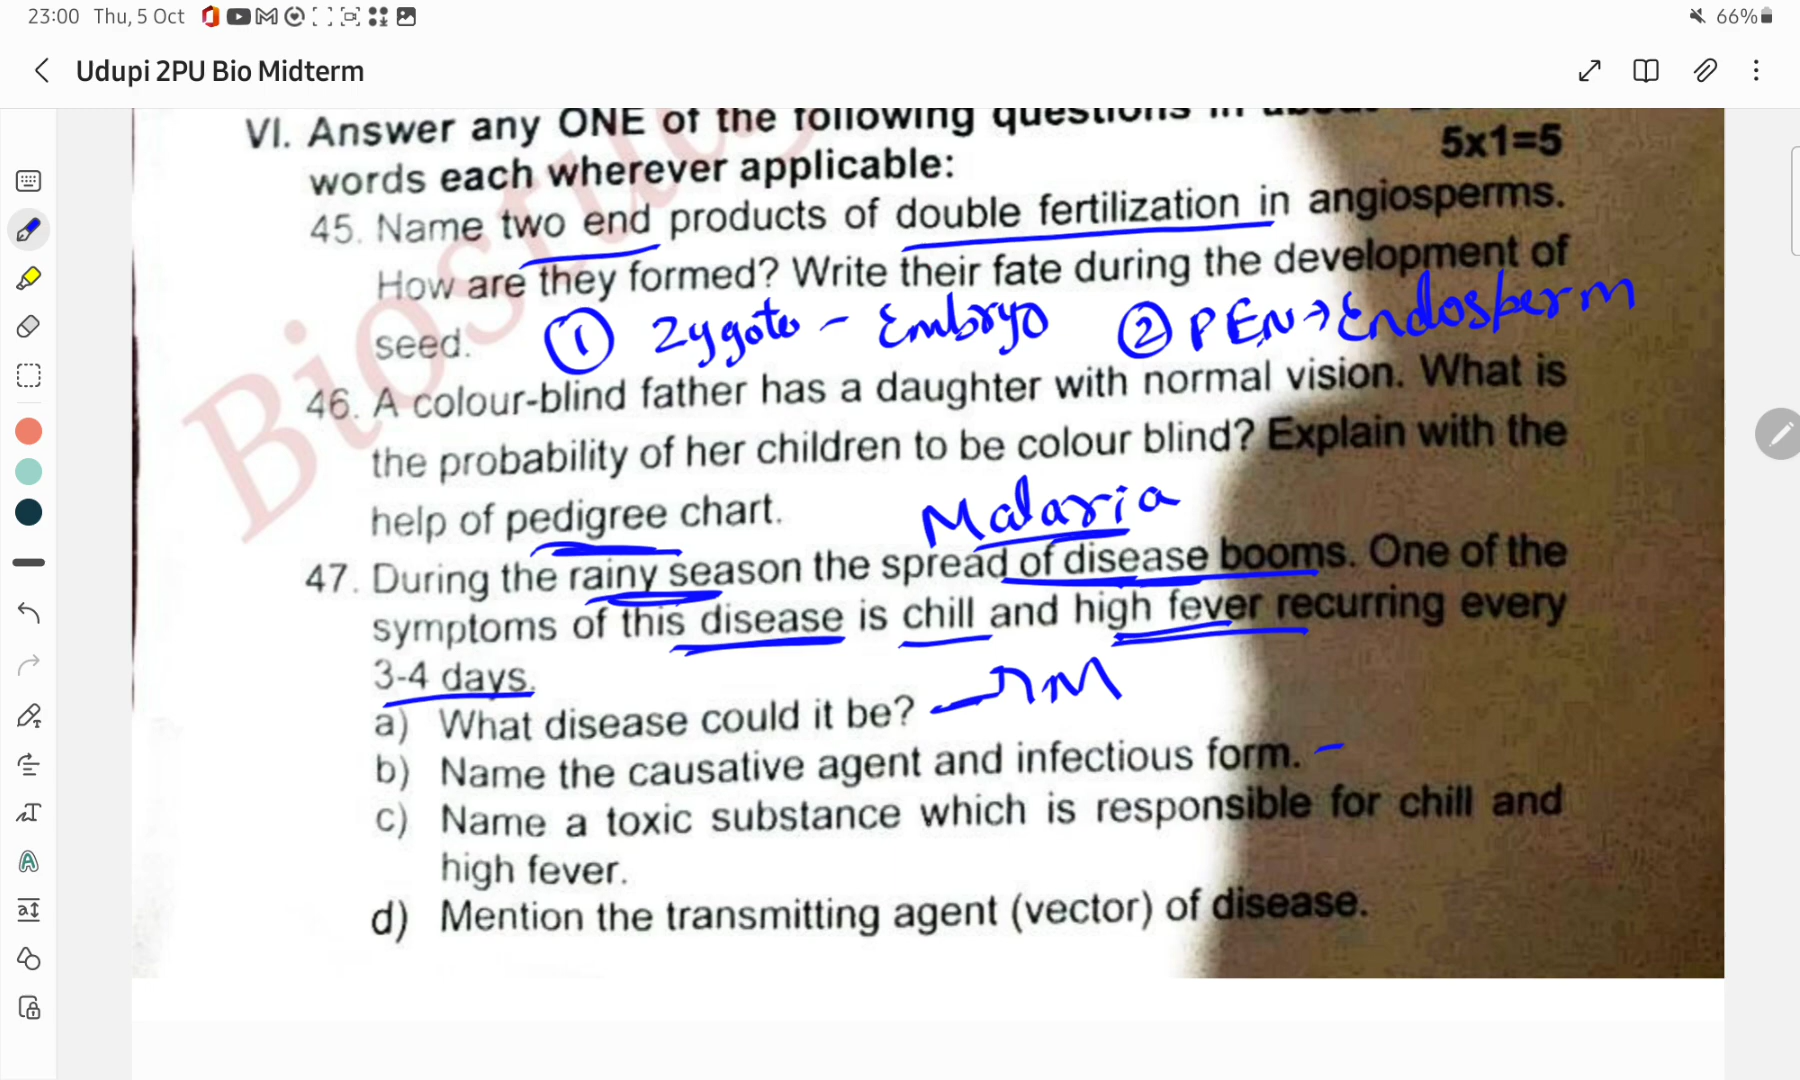 23:00 Thu, 5 Oct 66%
Udupi 2PU Bio Midterm
VI. Answer any ONE of the following questions in
words each wherever applicable: 5x1=5
45. Name two end products of double fertilization in angiosperms.
How are they formed? Write their fate during the development of
seed. ① Zygote - Embryo ② PEN → Endosperm
46. A colour-blind father has a daughter with normal vision. What is
the probability of her children to be colour blind? Explain with the
help of pedigree chart.
Malaria
47. During the rainy season the spread of disease booms. One of the
symptoms of this disease is chill and high fever recurring every
3-4 days.
a) What disease could it be? M
b) Name the causative agent and infectious form. -
c) Name a toxic substance which is responsible for chill and
high fever.
d) Mention the transmitting agent (vector) of disease.